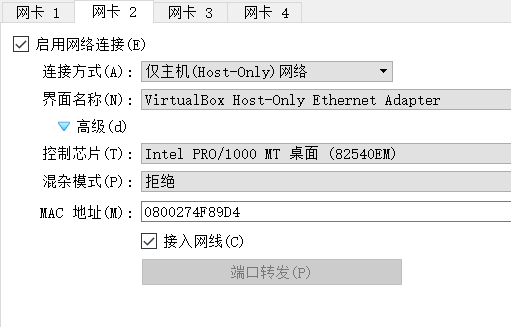 网卡 1 网卡 2 网卡 3 网卡 4
启用网络连接(E)
连接方式(A): 仅主机(Host-Only)网络
界面名称(N): VirtualBox Host-Only Ethernet Adapter
高级(d)
控制芯片(T): Intel PRO/1000 MT 桌面 (82540EM)
混杂模式(P): 拒绝
MAC 地址(M): 0800274F89D4
接入网线(C)
端口转发(P)